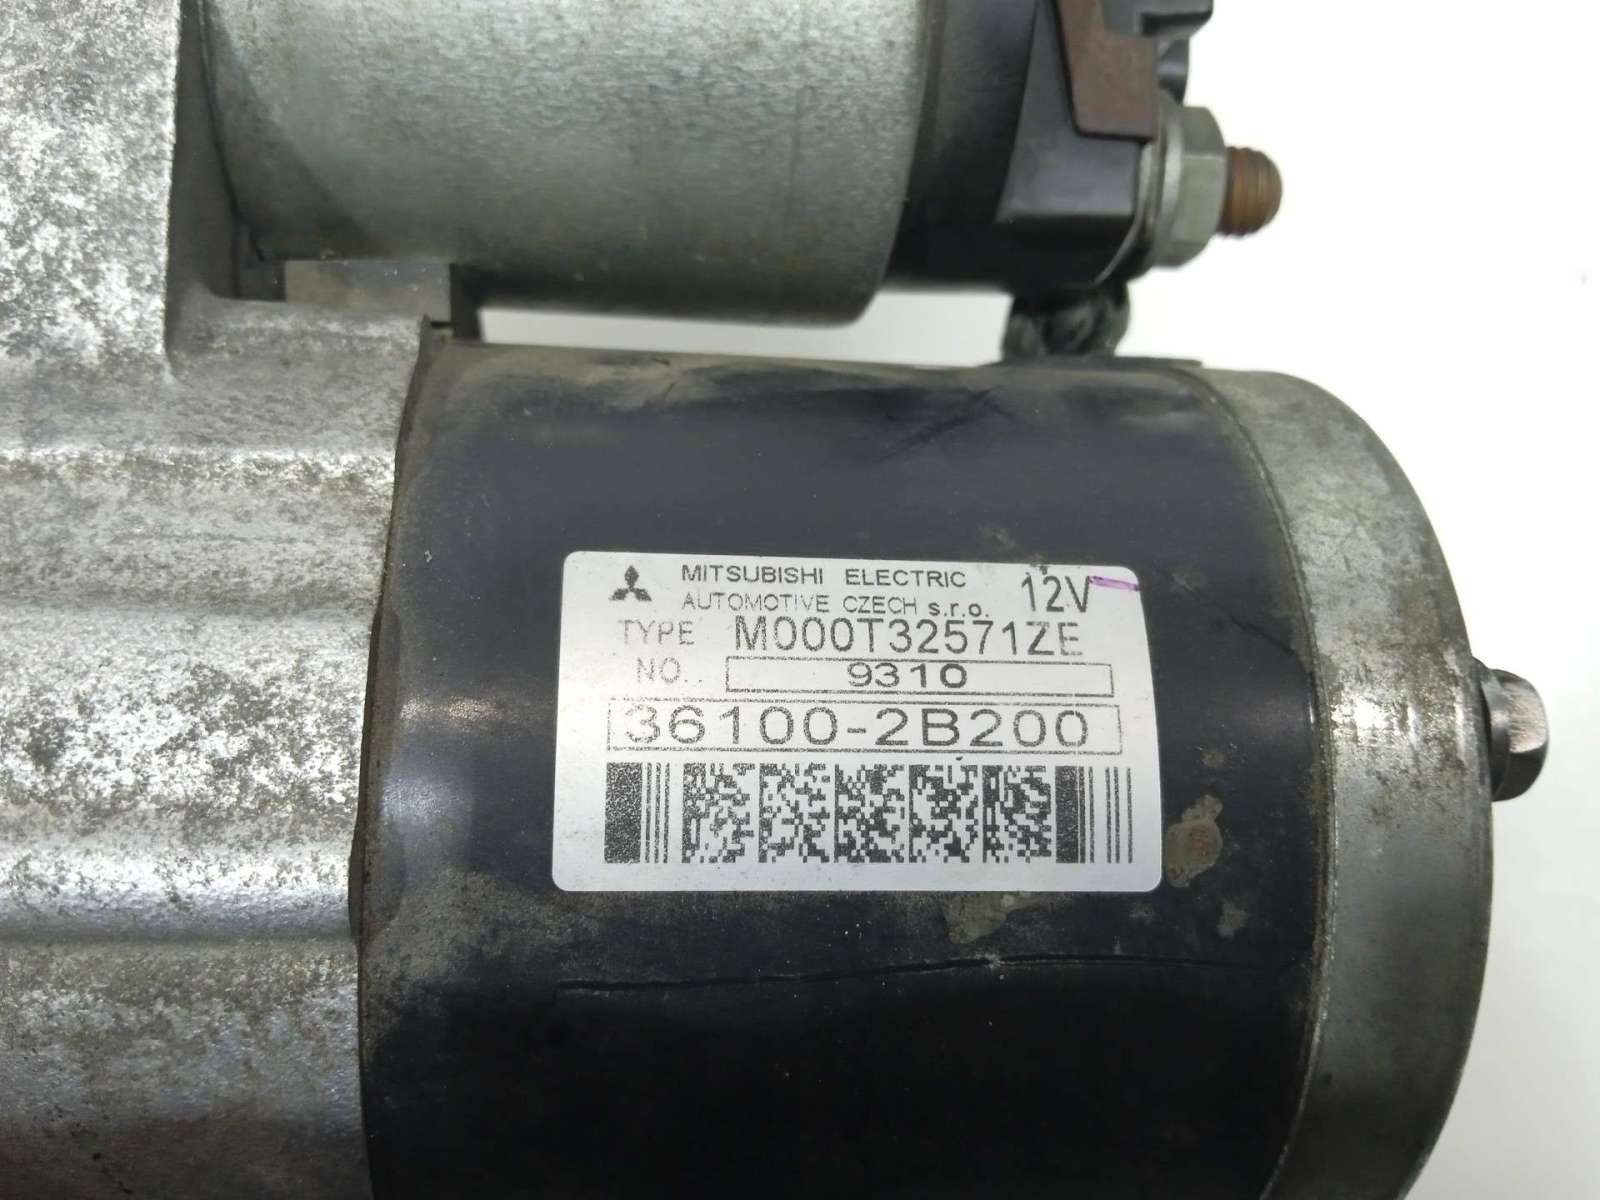 MITSUBISHI ELECTRIC
AUTOMOTIVE CZECH s.r.o. 12V
TYPE M000T32571ZE
NO. 9310
36100-2B200